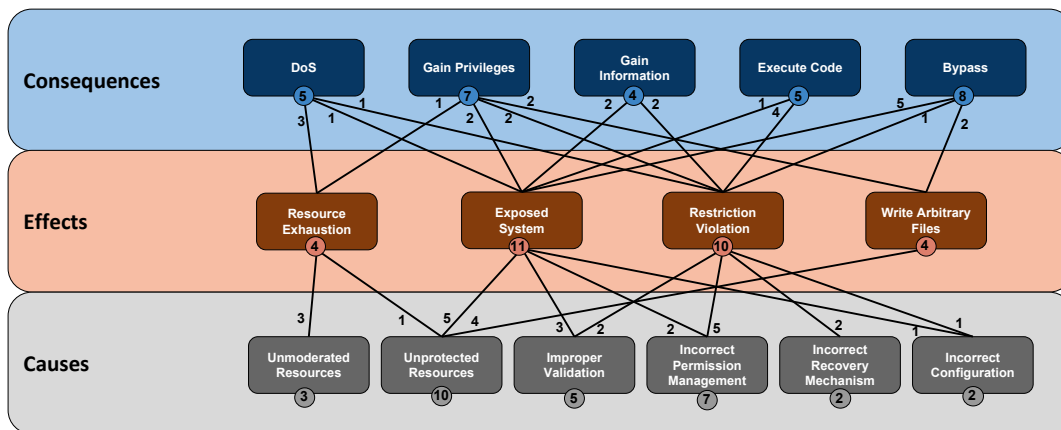 DoS
Gain Privileges
Gain
Information
Execute Code
Bypass
Consequences
5
7
4
5
8
3
1
1
1
2
2
2
2
2
1
4
5
1
2
Effects
Resource
Exhaustion
Exposed
System
Restriction
Violation
Write Arbitrary
Files
4
11
10
4
3
1
5
4
3
2
2
5
2
1
1
Causes
Unmoderated
Resources
Unprotected
Resources
Improper
Validation
Incorrect
Permission
Management
Incorrect
Recovery
Mechanism
Incorrect
Configuration
3
10
5
7
2
2